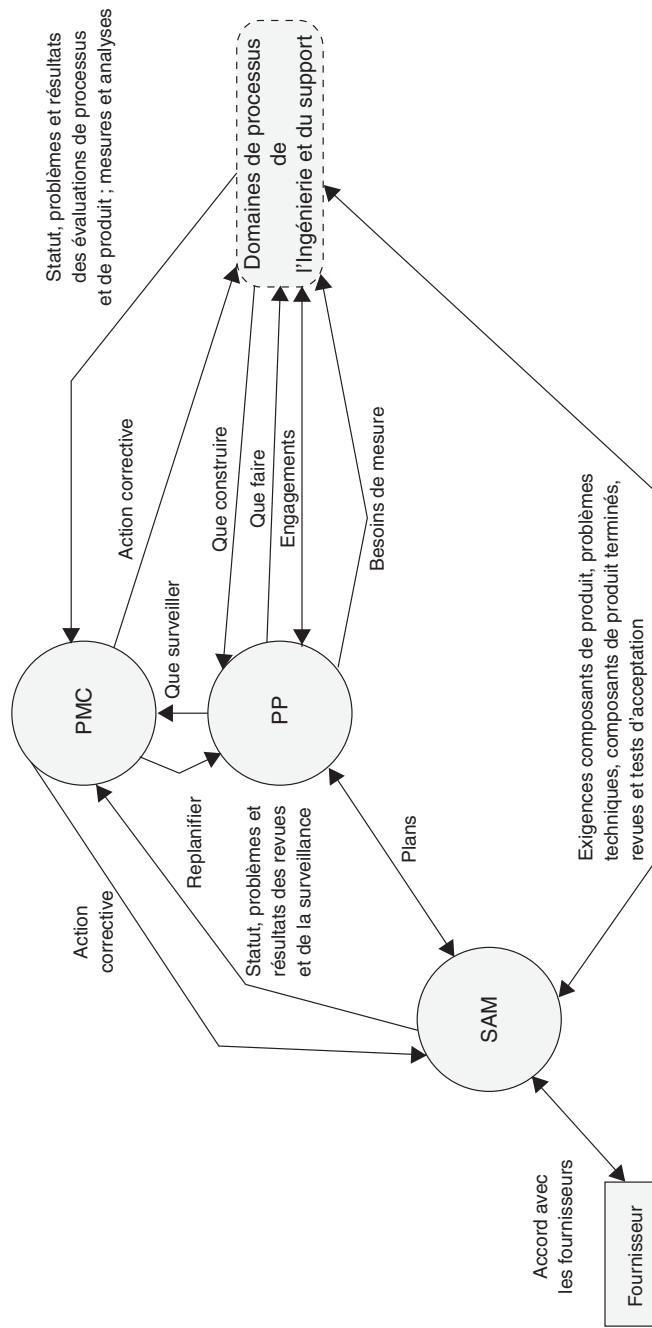 Statut, problèmes et résultats
des évaluations de processus
et de produit ; mesures et analyses
Action corrective
PMC
Action
corrective
Que surveiller
Replanifier
Que construire
Que faire
Engagements
Domaines de processus
de
l'Ingénierie et du support
PP
Besoins de mesure
Statut, problèmes et
résultats des revues
et de la surveillance
Plans
SAM
Exigences composants de produit, problèmes
techniques, composants de produit terminés,
revues et tests d'acceptation
Accord avec
les fournisseurs
Fournisseur